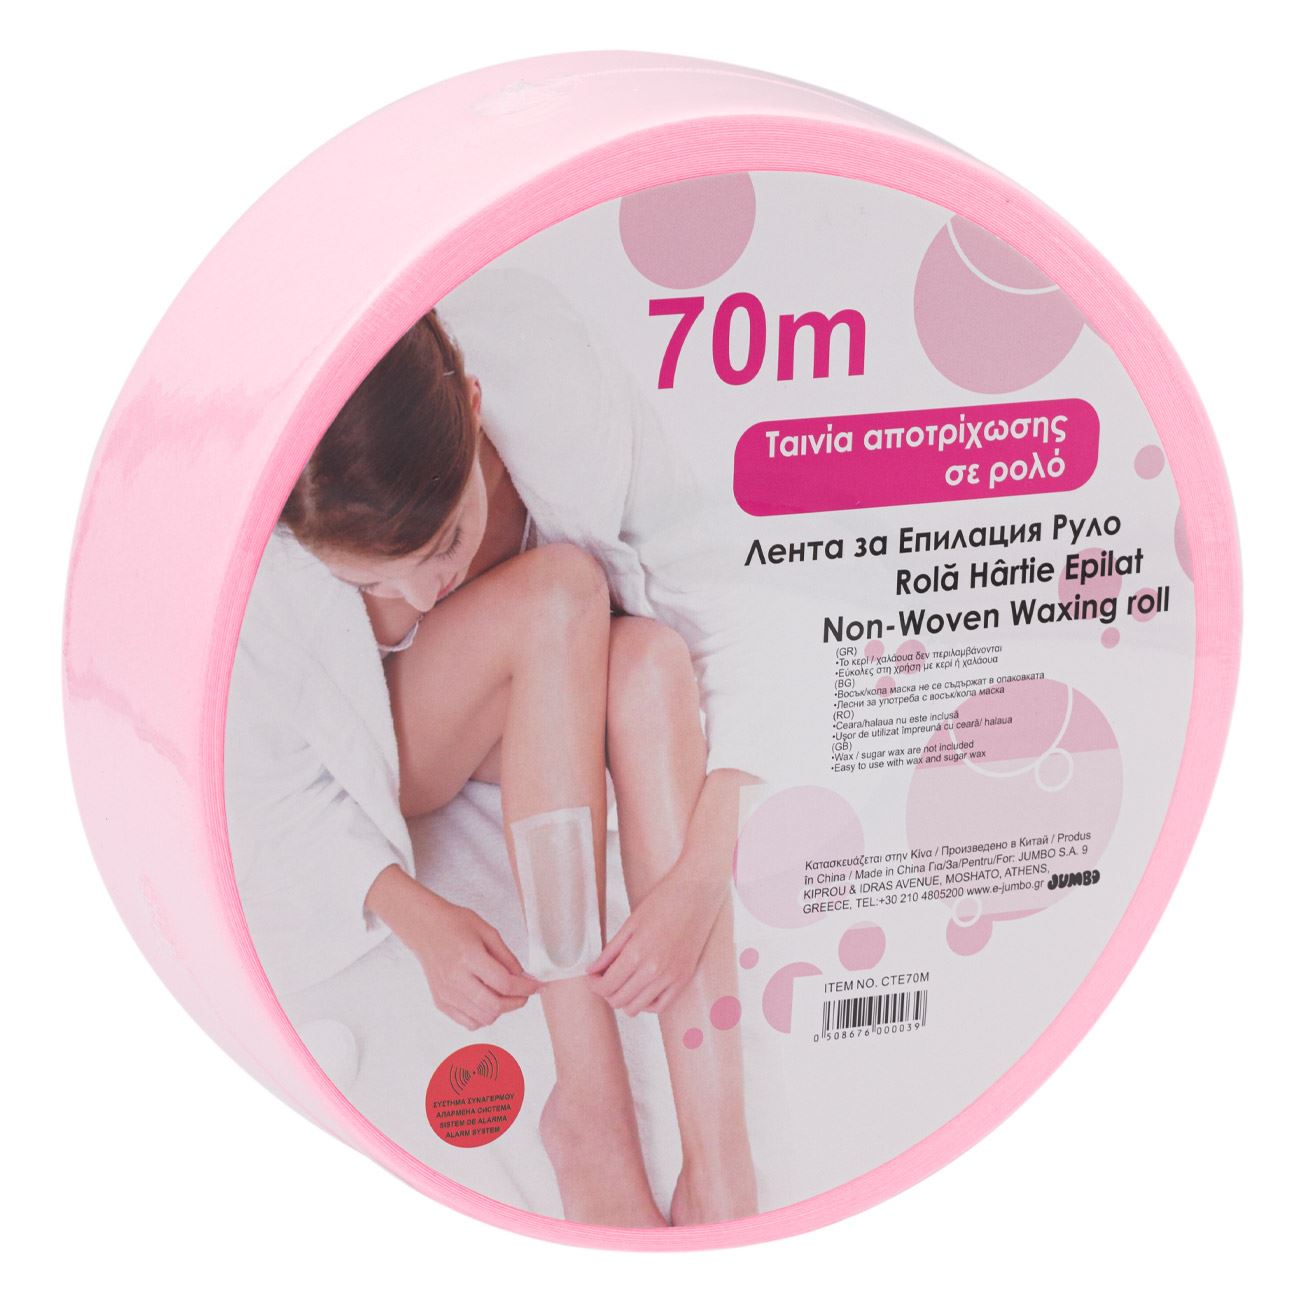 70m
Ταινία αποτρίχωσης
σε ρολό
Лента за Епилация Руло
Rolă Hârtie Epilat
Non-Woven Waxing roll
(GR)
•Το κερί / χαλάουα δεν περιλαμβάνονται
•Εύκολες στη χρήση με κερί ή χαλάουα
(BG)
•Восък/кола маска не се съдържат в опаковката
•Лесни за употреба с восък/кола маска
(RO)
•Ceara/halaua nu este inclusă
•Uşor de utilizat împreună cu ceară/ halaua
(GB)
•Wax / sugar wax are not included
•Easy to use with wax and sugar wax
Κατασκευάζεται στην Κίνα / Произведено в Китай / Produs
în China / Made in China Για/За/Pentru/For: JUMBO S.A. 9
KIPROU & IDRAS AVENUE, MOSHATO, ATHENS,
GREECE, TEL:+30 210 4805200 www.e-jumbo.gr JUMBO
ITEM NO. CTE70M
0 508676 000039
ΣΥΣΤΗΜΑ ΣΥΝΑΓΕΡΜΟΥ
АЛАРМЕНА СИСТЕМА
SISTEM DE ALARMA
ALARM SYSTEM